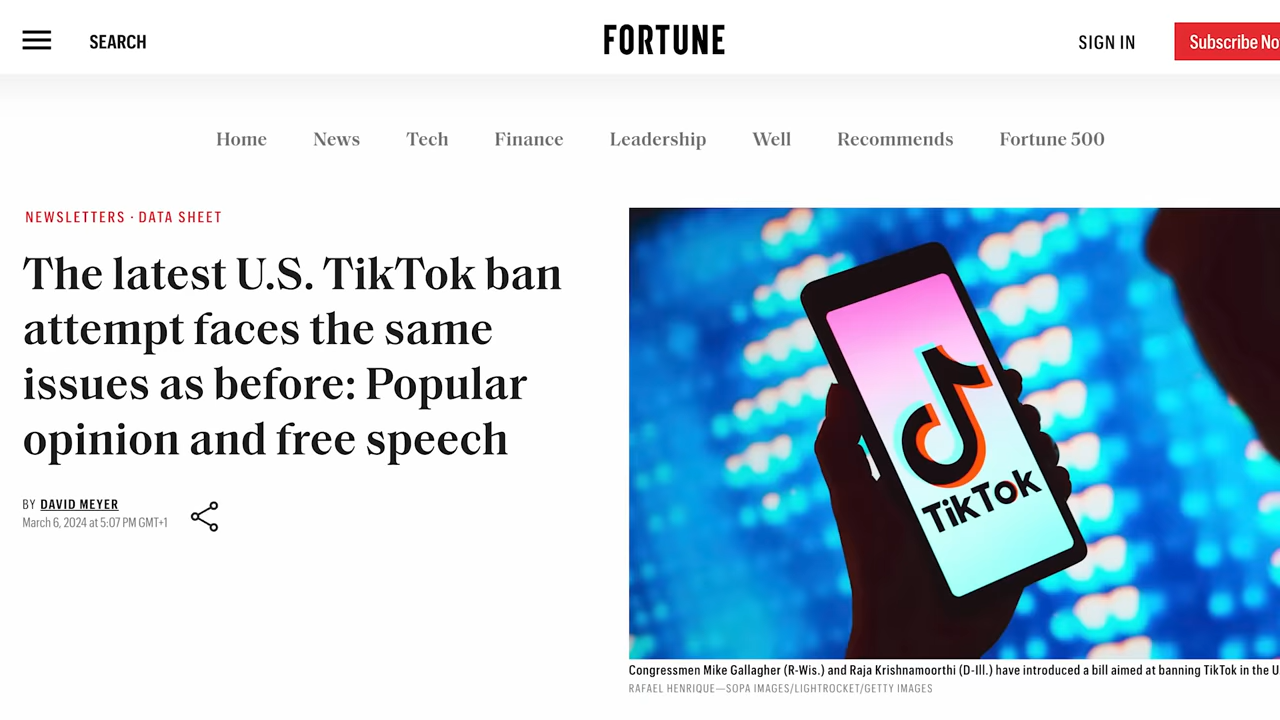 SEARCH
FORTUNE
SIGN IN
Subscribe No
Home News Tech Finance Leadership Well Recommends Fortune 500
NEWSLETTERS · DATA SHEET
The latest U.S. TikTok ban
attempt faces the same
issues as before: Popular
opinion and free speech
BY DAVID MEYER
March 6, 2024 at 5:07 PM GMT+1
TikTok
Congressmen Mike Gallagher (R-Wis.) and Raja Krishnamoorthi (D-Ill.) have introduced a bill aimed at banning TikTok in the U
RAFAEL HENRIQUE—SOPA IMAGES/LIGHTROCKET/GETTY IMAGES